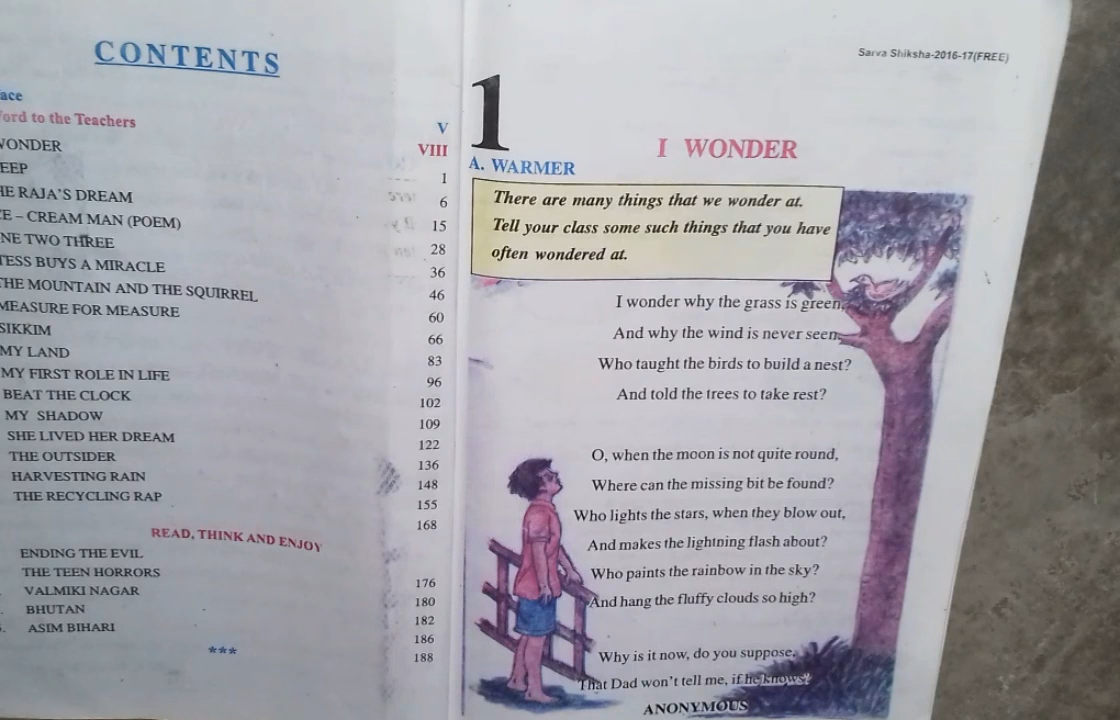 CONTENTS
ace V
ord to the Teachers VIII
WONDER 1
EEP 6
HE RAJA'S DREAM 15
E – CREAM MAN (POEM) 28
NE TWO THREE 36
TESS BUYS A MIRACLE 46
THE MOUNTAIN AND THE SQUIRREL 60
MEASURE FOR MEASURE 66
SIKKIM 83
MY LAND 96
MY FIRST ROLE IN LIFE 102
BEAT THE CLOCK 109
MY SHADOW 122
SHE LIVED HER DREAM 136
THE OUTSIDER 148
HARVESTING RAIN 155
THE RECYCLING RAP 168
READ, THINK AND ENJOY
ENDING THE EVIL 176
THE TEEN HORRORS 180
VALMIKI NAGAR 182
BHUTAN 186
ASIM BIHARI 188
***
Sarva Shiksha-2016-17(FREE)
1
I WONDER
A. WARMER
There are many things that we wonder at.
Tell your class some such things that you have
often wondered at.
I wonder why the grass is green,
And why the wind is never seen,
Who taught the birds to build a nest?
And told the trees to take rest?
O, when the moon is not quite round,
Where can the missing bit be found?
Who lights the stars, when they blow out,
And makes the lightning flash about?
Who paints the rainbow in the sky?
And hang the fluffy clouds so high?
Why is it now, do you suppose,
That Dad won't tell me, if he knows?
ANONYMOUS